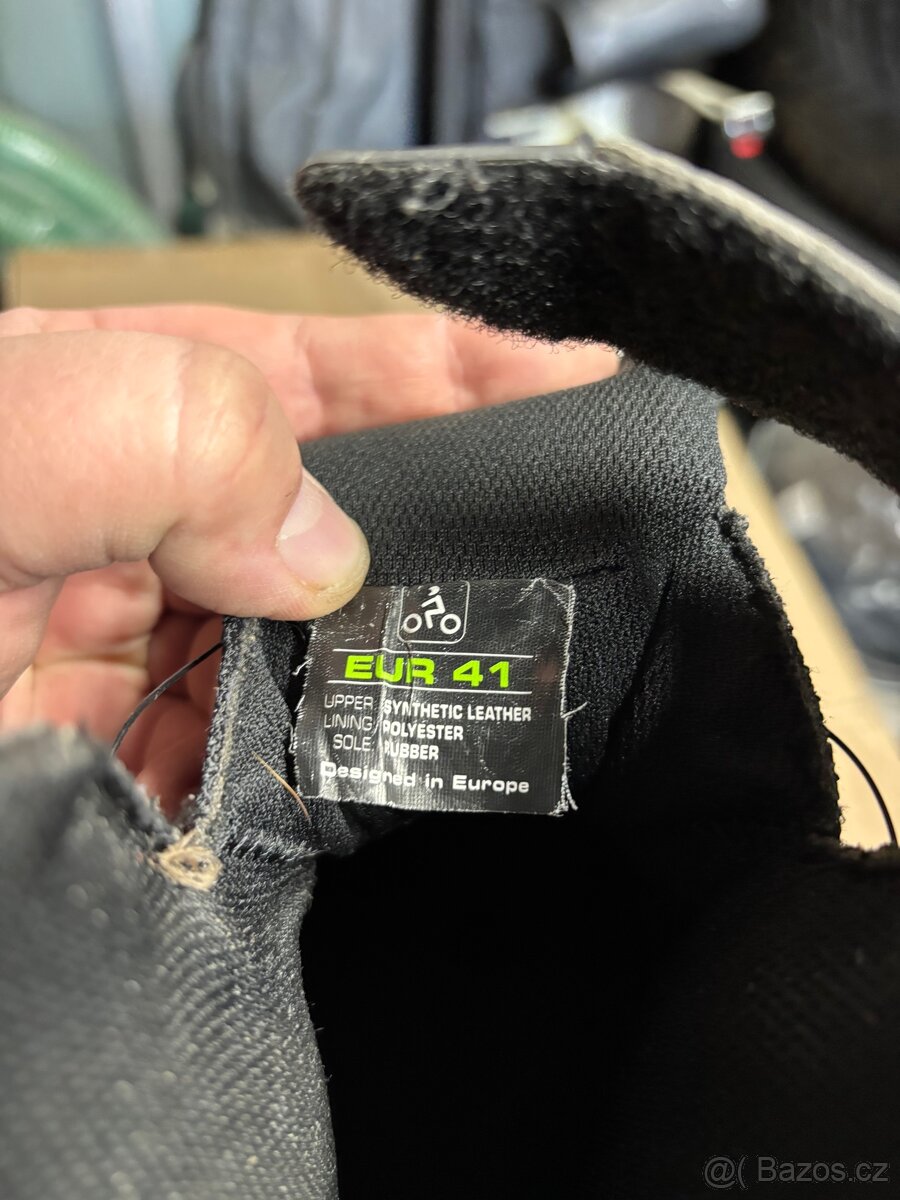 EUR 41
UPPER SYNTHETIC LEATHER
LINING POLYESTER
SOLE RUBBER
Designed in Europe
@( Bazos.cz